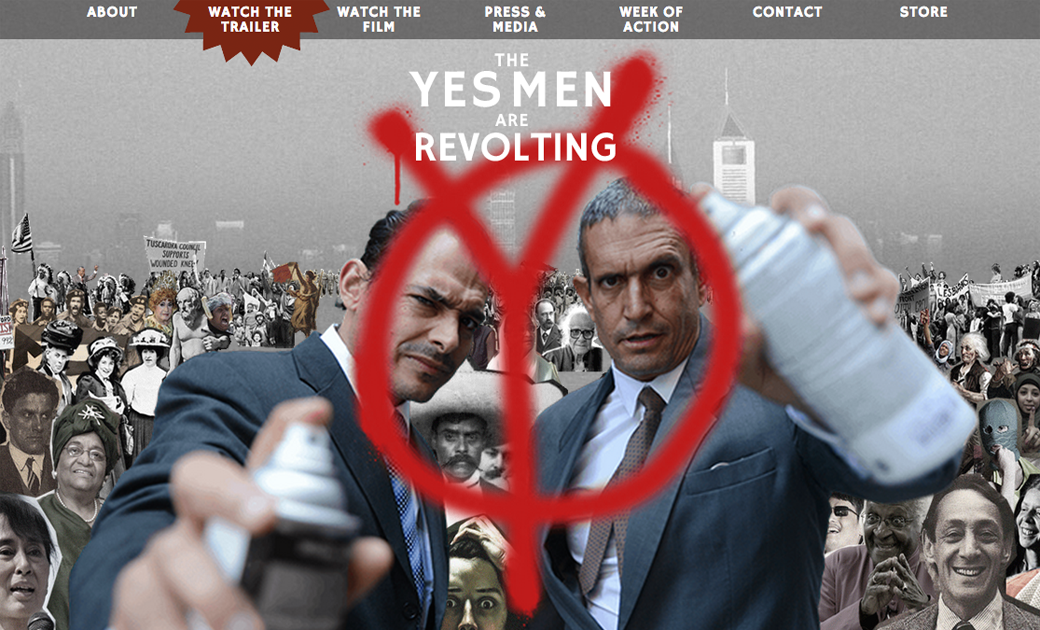 ABOUT
WATCH THE
TRAILER
WATCH THE
FILM
PRESS &
MEDIA
WEEK OF
ACTION
CONTACT
STORE
THE
YES MEN
ARE
REVOLTING
TUSCARORA COUNCIL
SUPPORTS
WOUNDED KNEE